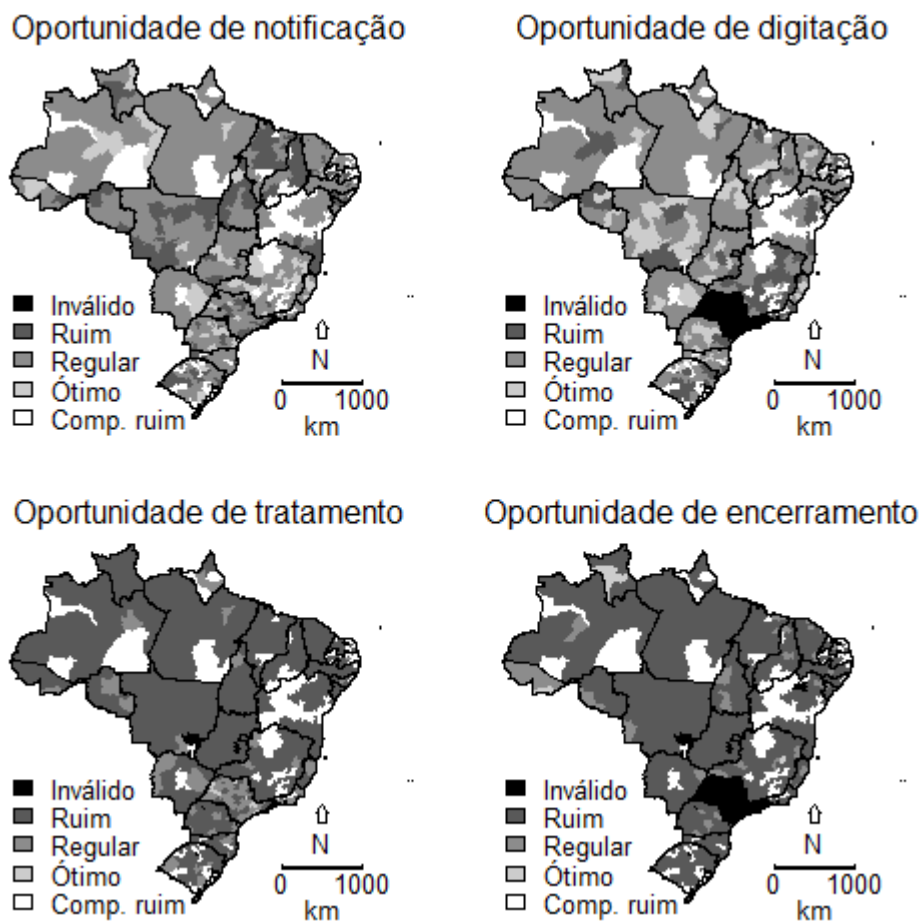 Oportunidade de notificação
Inválido
Ruim
Regular
Ótimo
Comp. ruim
N
0 1000
km
Oportunidade de digitação
Inválido
Ruim
Regular
Ótimo
Comp. ruim
N
0 1000
km
Oportunidade de tratamento
Inválido
Ruim
Regular
Ótimo
Comp. ruim
N
0 1000
km
Oportunidade de encerramento
Inválido
Ruim
Regular
Ótimo
Comp. ruim
N
0 1000
km